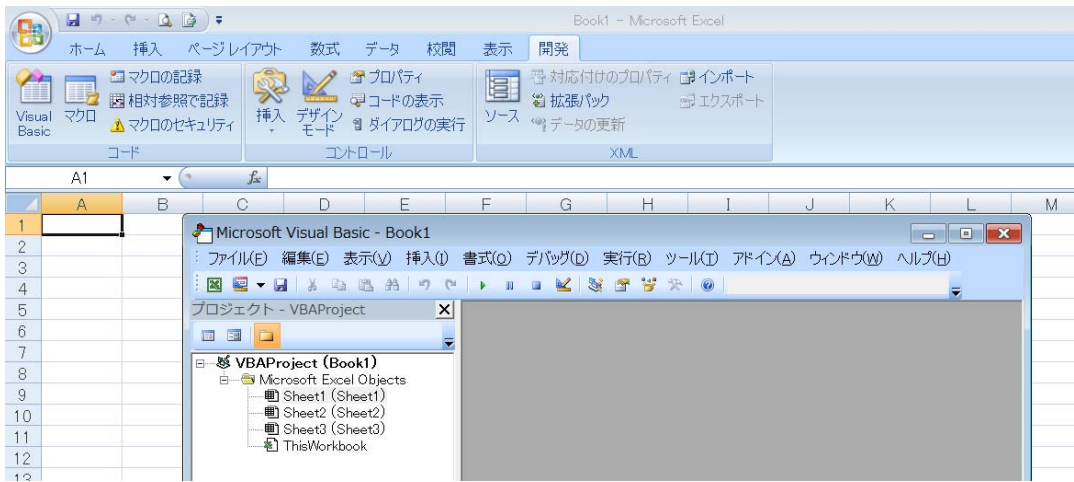 Book1 - Microsoft Excel
ホーム 挿入 ページ レイアウト 数式 データ 校閲 表示 開発
Visual Basic
マクロ
マクロの記録
相対参照で記録
マクロのセキュリティ
コード
挿入
デザイン モード
プロパティ
コードの表示
ダイアログの実行
コントロール
ソース
対応付けのプロパティ
拡張パック
データの更新
インポート
エクスポート
XML
A1
fx
A B C D E F G H I J K L M
1
2
3
4
5
6
7
8
9
10
11
12
13
Microsoft Visual Basic - Book1
ファイル(F) 編集(E) 表示(V) 挿入(I) 書式(O) デバッグ(D) 実行(R) ツール(T) アドイン(A) ウィンドウ(W) ヘルプ(H)
プロジェクト - VBAProject
VBAProject (Book1)
Microsoft Excel Objects
Sheet1 (Sheet1)
Sheet2 (Sheet2)
Sheet3 (Sheet3)
ThisWorkbook